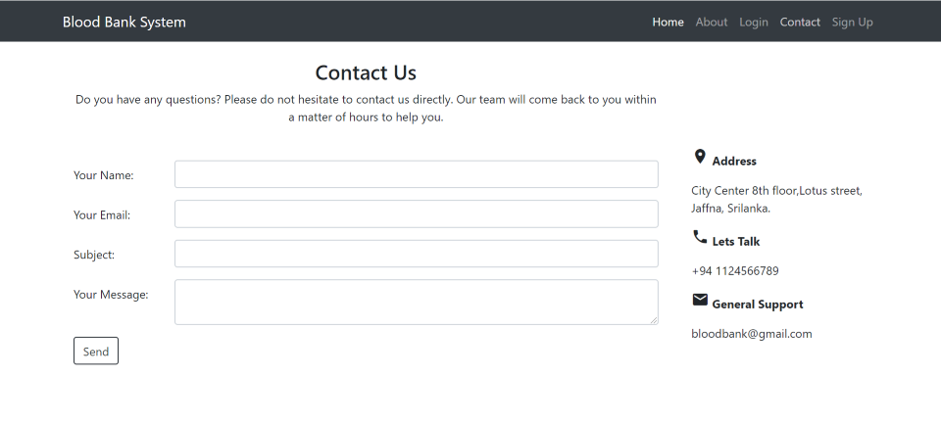 Blood Bank System
Home About Login Contact Sign Up
Contact Us
Do you have any questions? Please do not hesitate to contact us directly. Our team will come back to you within
a matter of hours to help you.
Your Name:
Your Email:
Subject:
Your Message:
Send
Address
City Center 8th floor,Lotus street,
Jaffna, Srilanka.
Lets Talk
+94 1124566789
General Support
bloodbank@gmail.com